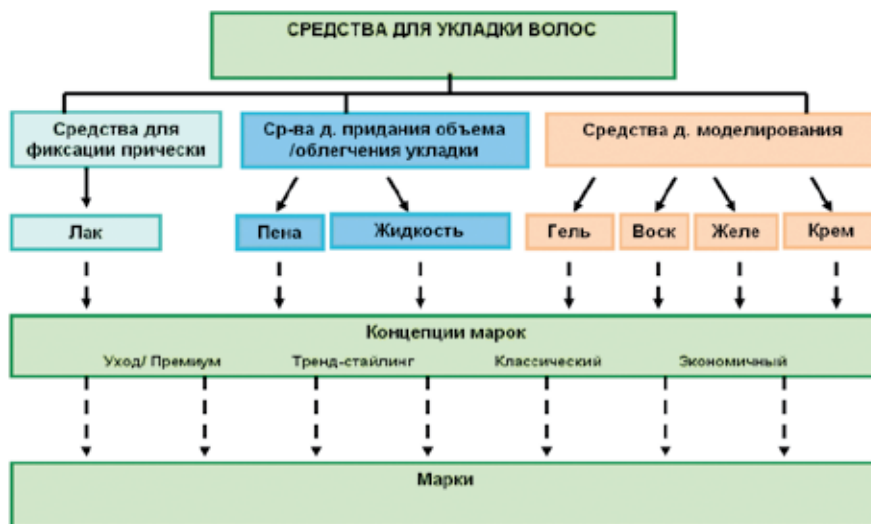 СРЕДСТВА ДЛЯ УКЛАДКИ ВОЛОС
Средства для
фиксации прически
Ср-ва д. придания объема
/облегчения укладки
Средства д. моделирования
Лак
Пена
Жидкость
Гель
Воск
Желе
Крем
Концепции марок
Уход/ Премиум
Тренд-стайлинг
Классический
Экономичный
Марки